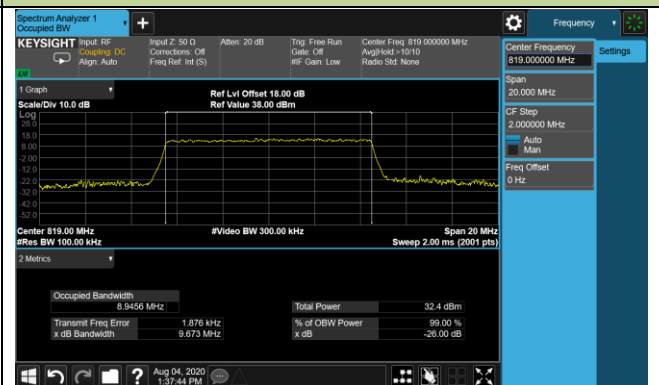 Spectrum Analyzer 1
Occupied BW
Frequency
KEYSIGHT Input: RF Input Z: 50 Ω Atten: 20 dB Trig: Free Run Center Freq: 819.000000 MHz
Coupling: DC Corrections: Off Gate: Off Avg|Hold:>10/10
Align: Auto Freq Ref: Int (S) #IF Gain: Low Radio Std: None
LXI
1 Graph
Ref Lvl Offset 18.00 dB
Scale/Div 10.0 dB Ref Value 38.00 dBm
Log
28.0
18.0
8.00
-2.00
-12.0
-22.0
-32.0
-42.0
-52.0
Center 819.00 MHz #Video BW 300.00 kHz Span 20 MHz
#Res BW 100.00 kHz Sweep 2.00 ms (2001 pts)
2 Metrics
Occupied Bandwidth
8.9456 MHz Total Power 32.4 dBm
Transmit Freq Error 1.876 kHz % of OBW Power 99.00 %
x dB Bandwidth 9.673 MHz x dB -26.00 dB
? Aug 04, 2020
1:37:44 PM
Center Frequency
819.000000 MHz
Settings
Span
20.000 MHz
CF Step
2.000000 MHz
Auto
Man
Freq Offset
0 Hz